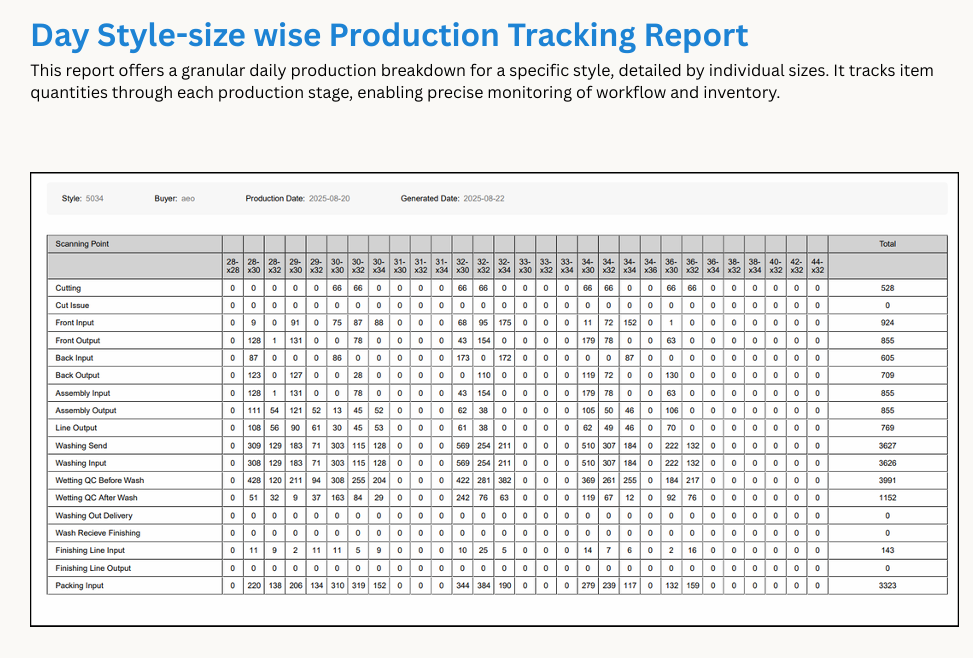 Day Style-size wise Production Tracking Report
This report offers a granular daily production breakdown for a specific style, detailed by individual sizes. It tracks item
quantities through each production stage, enabling precise monitoring of workflow and inventory.
Style: 5034 Buyer: aeo Production Date: 2025-08-20 Generated Date: 2025-08-22
Scanning Point Total
28-x28 28-x30 28-x32 29-x30 29-x32 30-x30 30-x32 30-x34 31-x30 31-x32 31-x34 32-x30 32-x32 32-x34 33-x30 33-x32 33-x34 34-x30 34-x32 34-x34 34-x36 36-x30 36-x32 36-x34 38-x32 38-x34 40-x32 42-x32 44-x32
Cutting 0 0 0 0 0 66 66 0 0 0 0 66 66 0 0 0 0 66 66 0 0 66 66 0 0 0 0 0 0 528
Cut Issue 0 0 0 0 0 0 0 0 0 0 0 0 0 0 0 0 0 0 0 0 0 0 0 0 0 0 0 0 0 0
Front Input 0 9 0 91 0 75 87 88 0 0 0 68 95 175 0 0 0 11 72 152 0 1 0 0 0 0 0 0 0 924
Front Output 0 128 1 131 0 0 78 0 0 0 0 43 154 0 0 0 0 179 78 0 0 63 0 0 0 0 0 0 0 855
Back Input 0 87 0 0 0 86 0 0 0 0 0 173 0 172 0 0 0 0 0 87 0 0 0 0 0 0 0 0 0 605
Back Output 0 123 0 127 0 0 28 0 0 0 0 0 110 0 0 0 0 119 72 0 0 130 0 0 0 0 0 0 0 709
Assembly Input 0 128 1 131 0 0 78 0 0 0 0 43 154 0 0 0 0 179 78 0 0 63 0 0 0 0 0 0 0 855
Assembly Output 0 111 54 121 52 13 45 52 0 0 0 62 38 0 0 0 0 105 50 46 0 106 0 0 0 0 0 0 0 855
Line Output 0 108 56 90 61 30 45 53 0 0 0 61 38 0 0 0 0 62 49 46 0 70 0 0 0 0 0 0 0 769
Washing Send 0 309 129 183 71 303 115 128 0 0 0 569 254 211 0 0 0 510 307 184 0 222 132 0 0 0 0 0 0 3627
Washing Input 0 308 129 183 71 303 115 128 0 0 0 569 254 211 0 0 0 510 307 184 0 222 132 0 0 0 0 0 0 3626
Wetting QC Before Wash 0 428 120 211 94 308 255 204 0 0 0 422 281 382 0 0 0 369 261 255 0 184 217 0 0 0 0 0 0 3991
Wetting QC After Wash 0 51 32 9 37 163 84 29 0 0 0 242 76 63 0 0 0 119 67 12 0 92 76 0 0 0 0 0 0 1152
Washing Out Delivery 0 0 0 0 0 0 0 0 0 0 0 0 0 0 0 0 0 0 0 0 0 0 0 0 0 0 0 0 0 0
Wash Recieve Finishing 0 0 0 0 0 0 0 0 0 0 0 0 0 0 0 0 0 0 0 0 0 0 0 0 0 0 0 0 0 0
Finishing Line Input 0 11 9 2 11 11 5 9 0 0 0 10 25 5 0 0 0 14 7 6 0 2 16 0 0 0 0 0 0 143
Finishing Line Output 0 0 0 0 0 0 0 0 0 0 0 0 0 0 0 0 0 0 0 0 0 0 0 0 0 0 0 0 0 0
Packing Input 0 220 138 206 134 310 319 152 0 0 0 344 384 190 0 0 0 279 239 117 0 132 159 0 0 0 0 0 0 3323